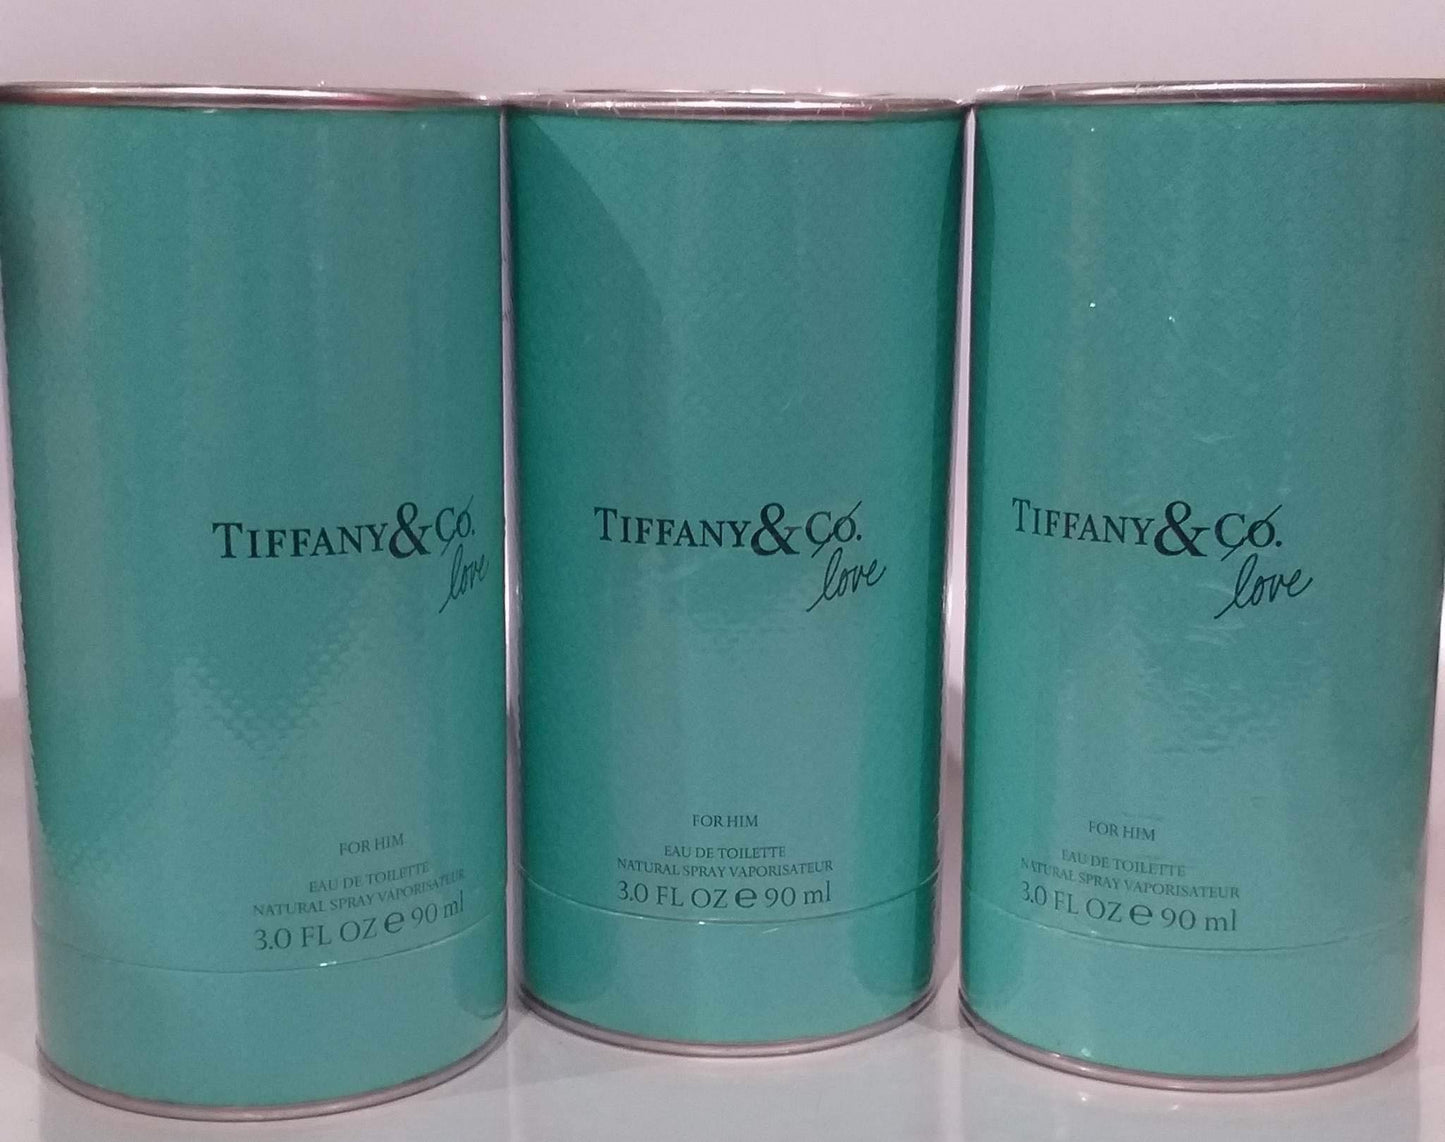 TIFFANY & CO.
love
FOR HIM
EAU DE TOILETTE
NATURAL SPRAY VAPORISATEUR
3.0 FL OZ e 90 ml
TIFFANY & CO.
love
FOR HIM
EAU DE TOILETTE
NATURAL SPRAY VAPORISATEUR
3.0 FL OZ e 90 ml
TIFFANY & CO.
love
FOR HIM
EAU DE TOILETTE
NATURAL SPRAY VAPORISATEUR
3.0 FL OZ e 90 ml